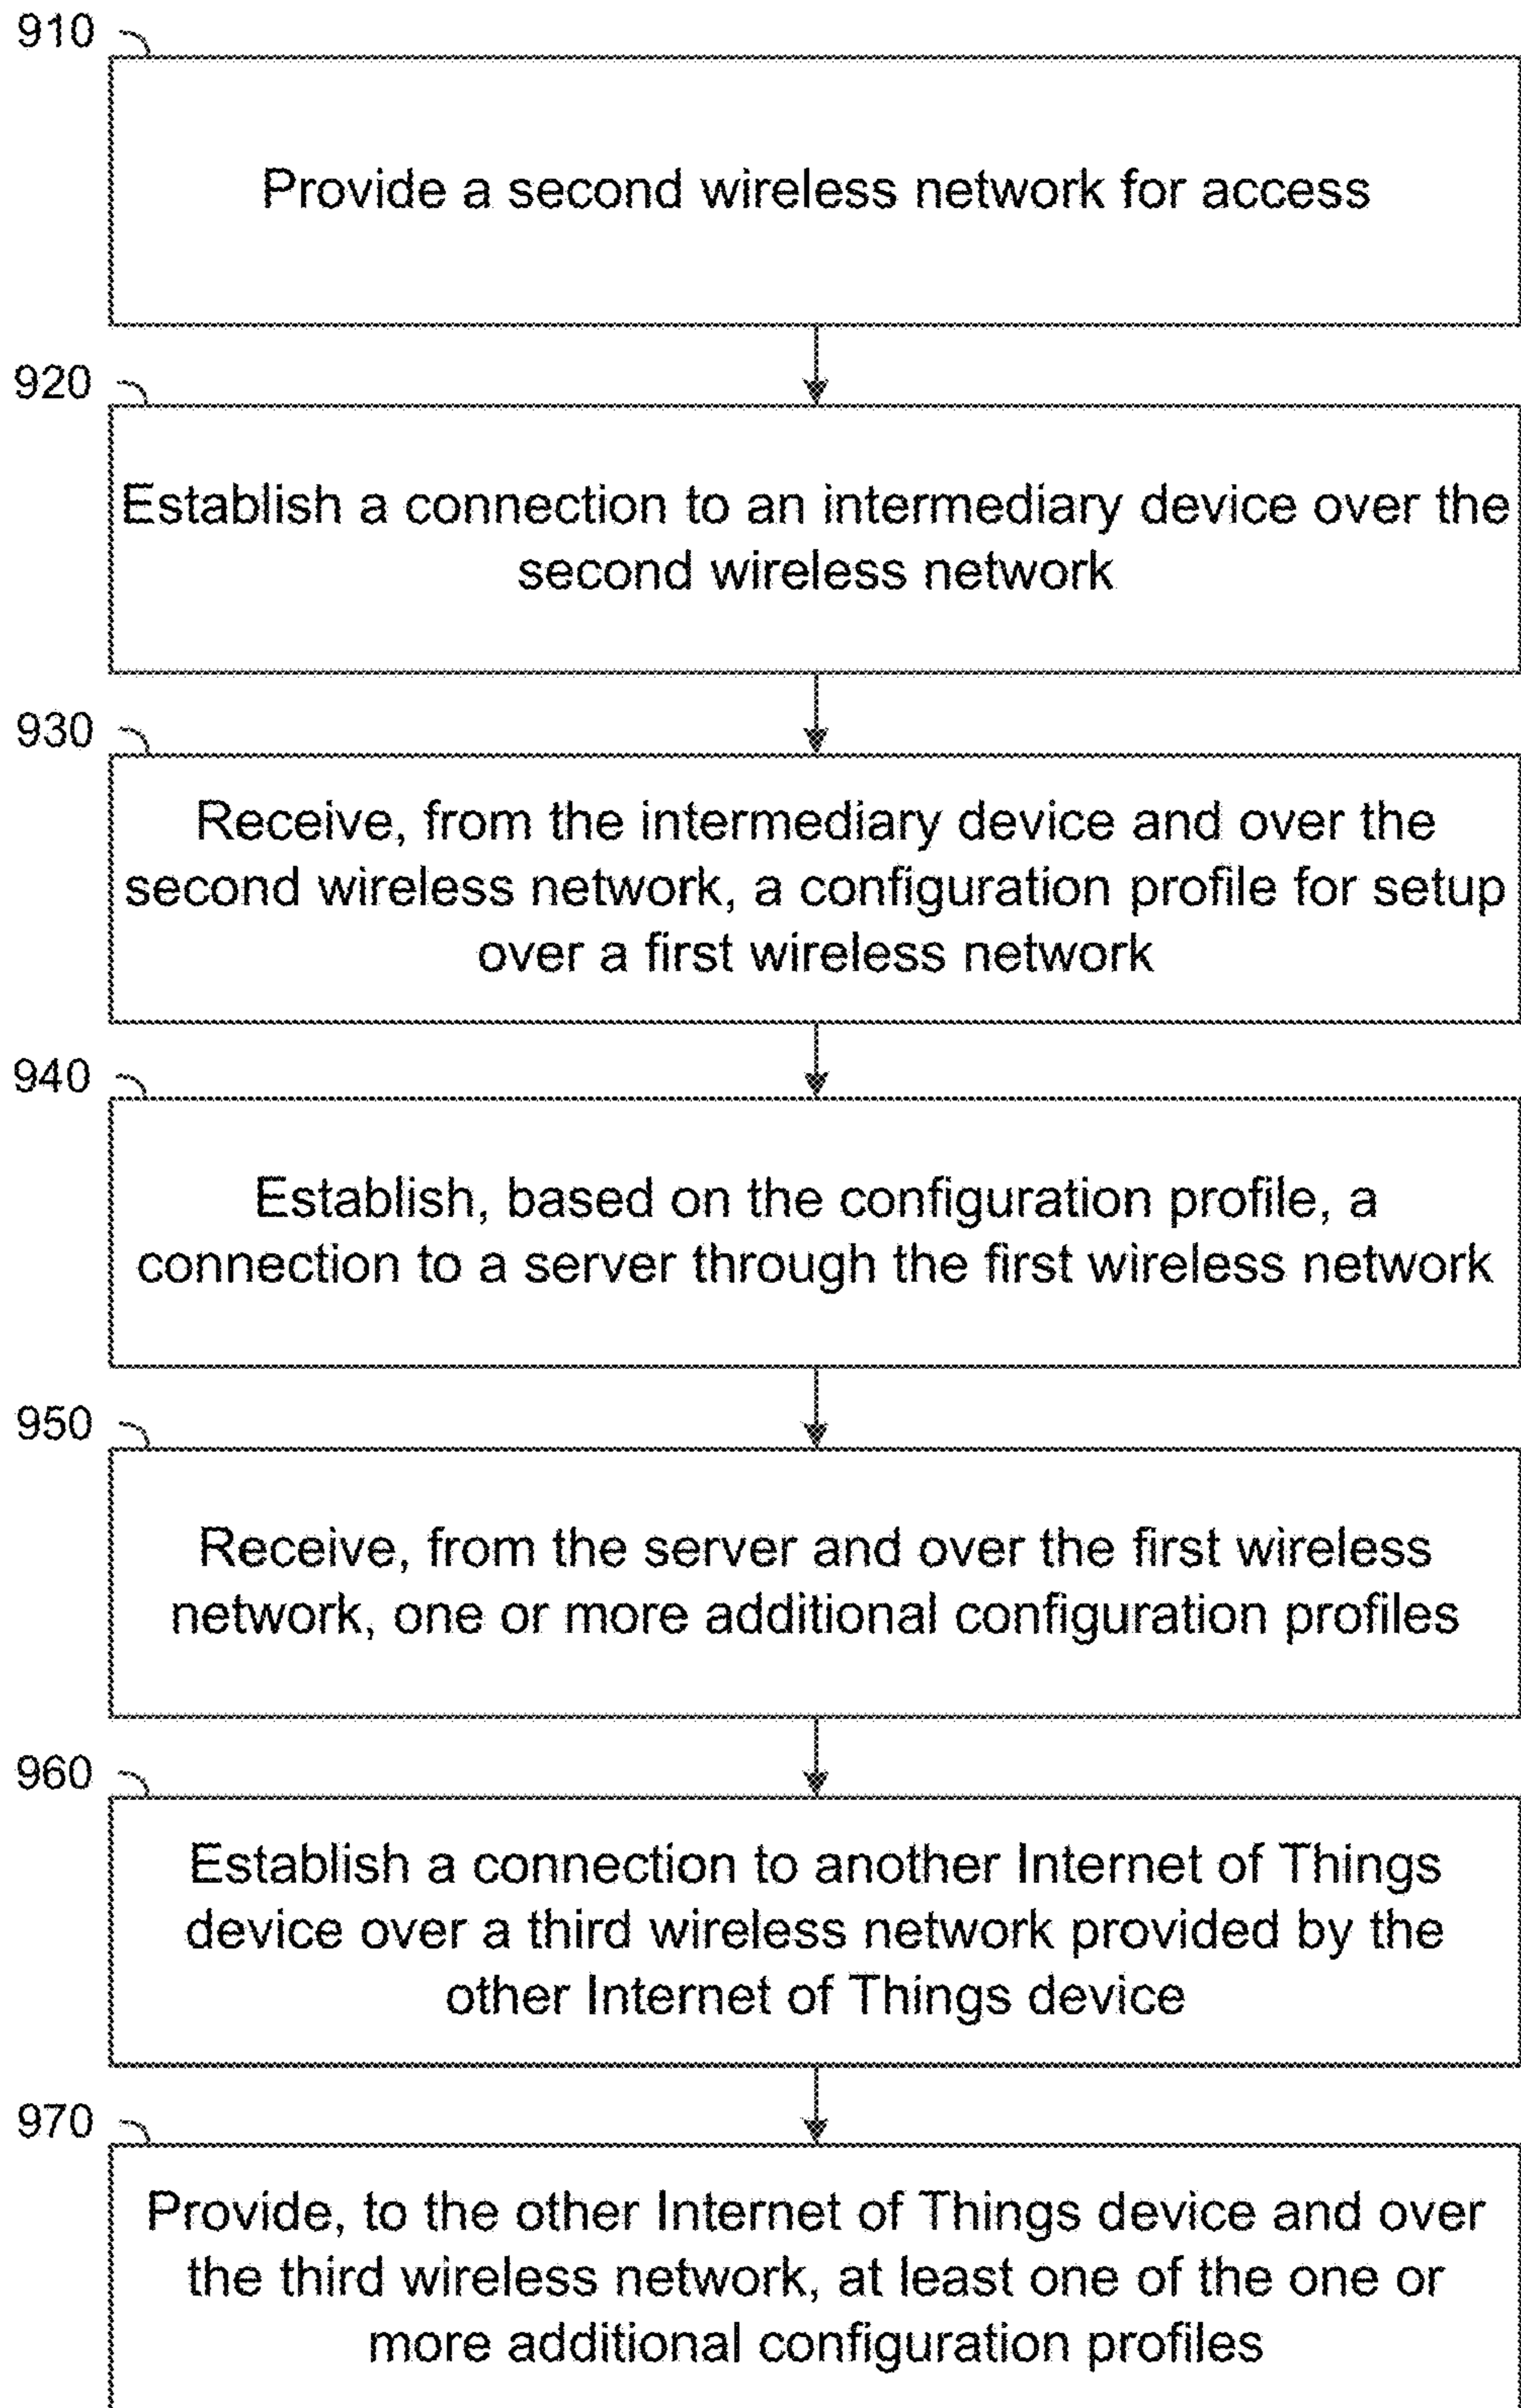 910
Provide a second wireless network for access
920
Establish a connection to an intermediary device over the
second wireless network
930
Receive, from the intermediary device and over the
second wireless network, a configuration profile for setup
over a first wireless network
940
Establish, based on the configuration profile, a
connection to a server through the first wireless network
950
Receive, from the server and over the first wireless
network, one or more additional configuration profiles
960
Establish a connection to another Internet of Things
device over a third wireless network provided by the
other Internet of Things device
970
Provide, to the other Internet of Things device and over
the third wireless network, at least one of the one or
more additional configuration profiles